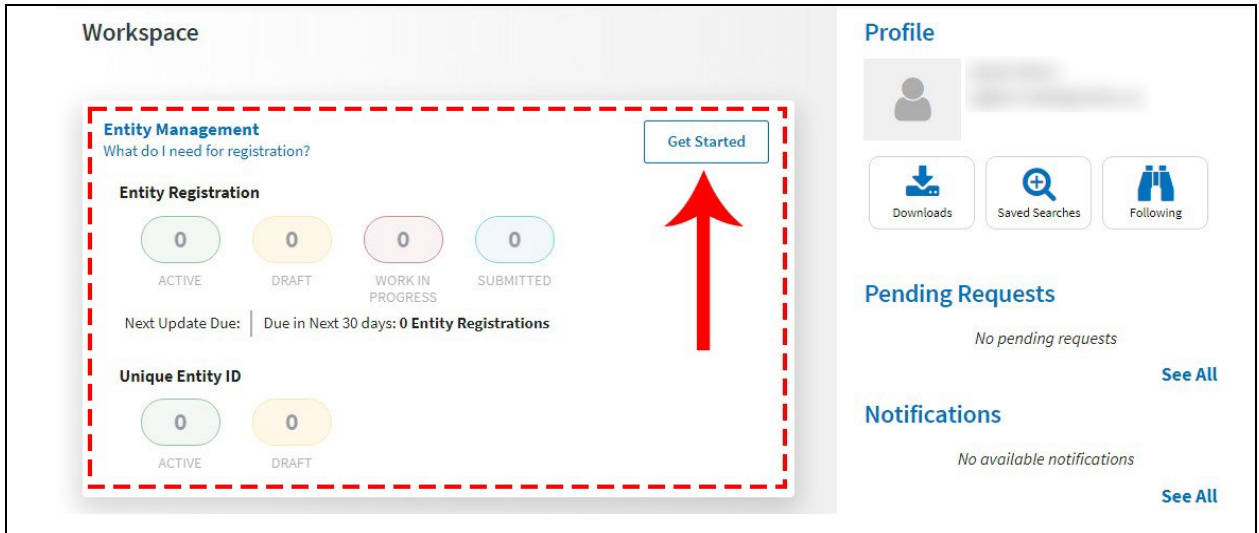 Workspace
Entity Management
What do I need for registration?
Get Started
Entity Registration
0 0 0 0
ACTIVE DRAFT WORK IN PROGRESS SUBMITTED
Next Update Due: Due in Next 30 days: 0 Entity Registrations
Unique Entity ID
0 0
ACTIVE DRAFT
Profile
Downloads Saved Searches Following
Pending Requests
No pending requests
See All
Notifications
No available notifications
See All